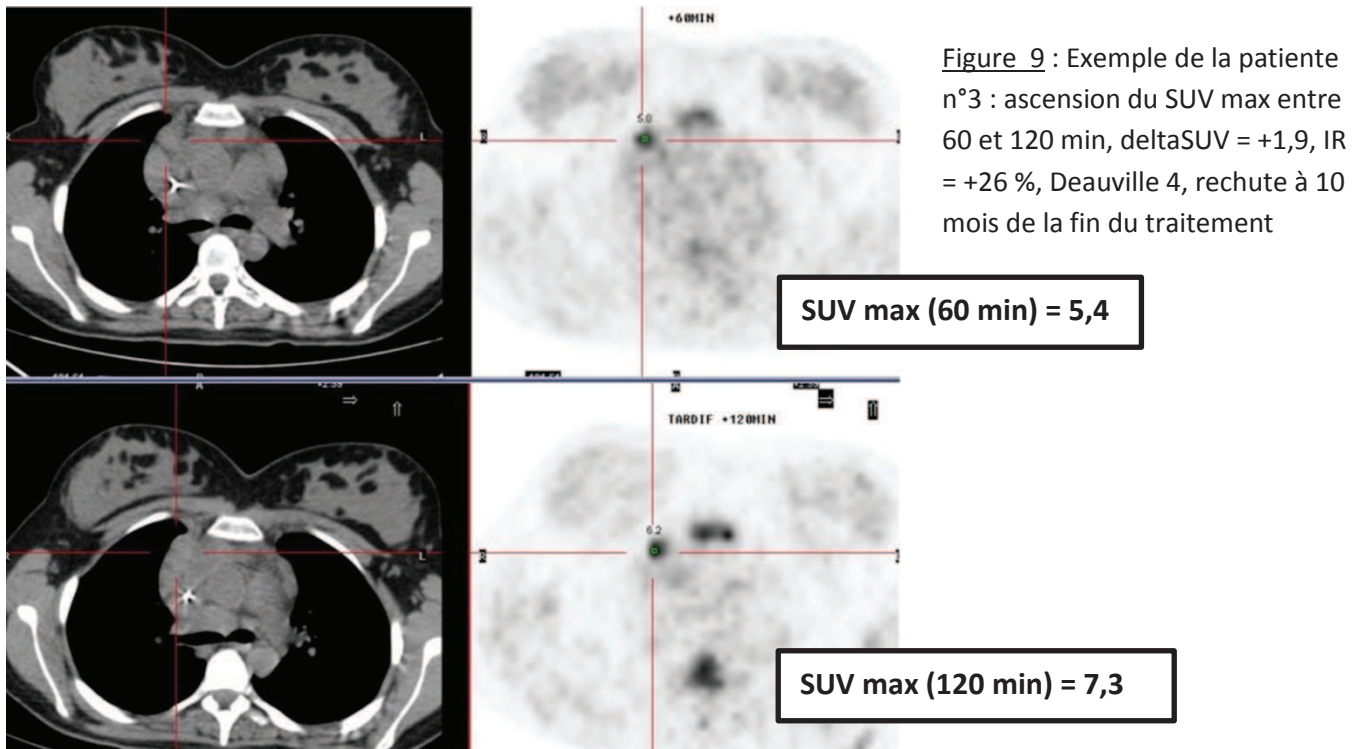 +60MIN
5.0
R
L
Figure 9 : Exemple de la patiente
n°3 : ascension du SUV max entre
60 et 120 min, deltaSUV = +1,9, IR
= +26 %, Deauville 4, rechute à 10
mois de la fin du traitement
SUV max (60 min) = 5,4
TARDIF +120MIN
6.2
L
SUV max (120 min) = 7,3